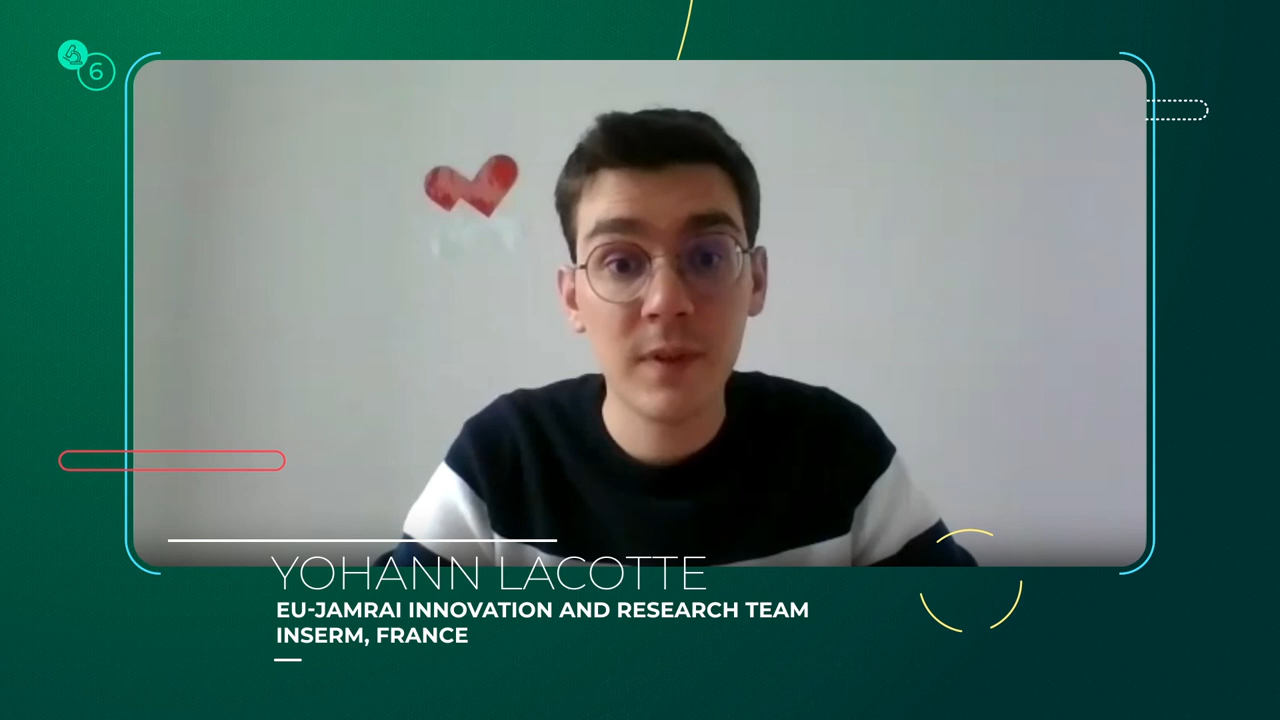 6
YOHANN LACOTTE
EU-JAMRAI INNOVATION AND RESEARCH TEAM
INSERM, FRANCE